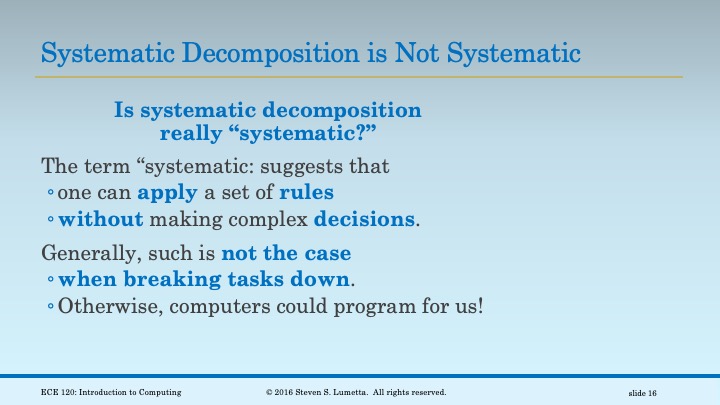 Systematic Decomposition is Not Systematic
Is systematic decomposition
really “systematic?”
The term “systematic: suggests that
◦one can apply a set of rules
◦without making complex decisions.
Generally, such is not the case
◦when breaking tasks down.
◦Otherwise, computers could program for us!
ECE 120: Introduction to Computing
© 2016 Steven S. Lumetta.  All rights reserved.
slide 16